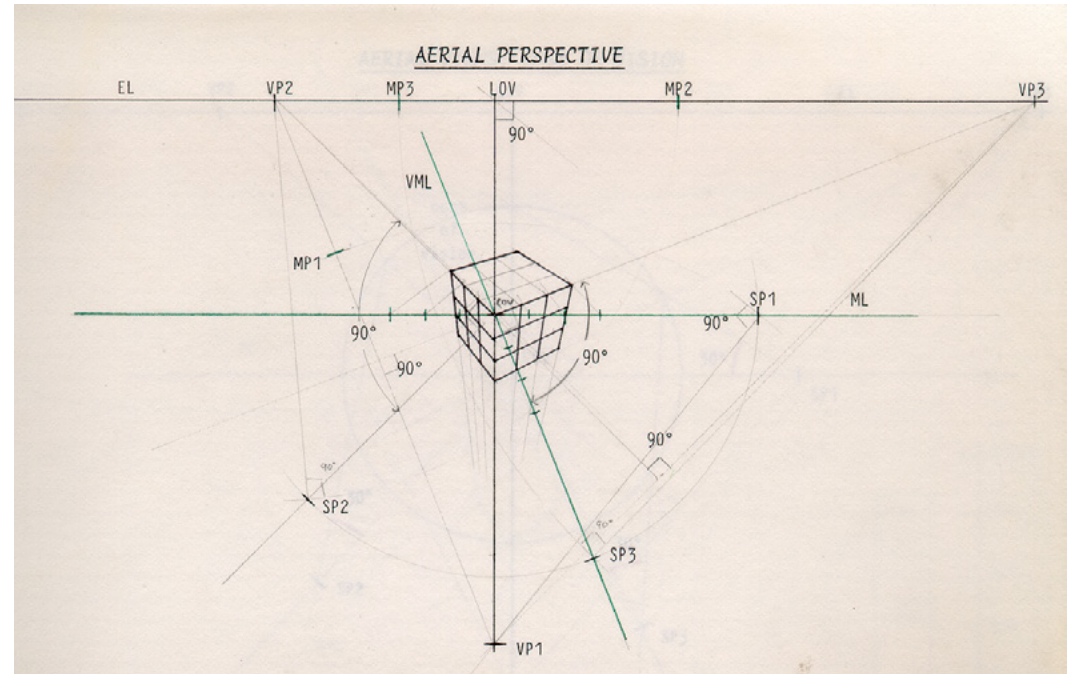 AERIAL PERSPECTIVE
EL VP2 MP3 LOV MP2 VP3
90°
VML
MP1
COV
SP1
ML
90°
90°
90°
90°
90°
90°
SP2
90°
SP3
VP1